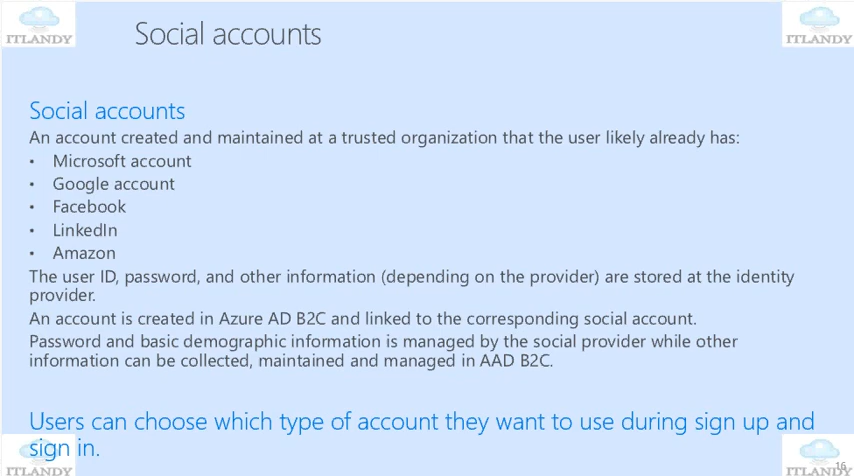 ITLANDY
Social accounts
ITLANDY
Social accounts
An account created and maintained at a trusted organization that the user likely already has:
• Microsoft account
• Google account
• Facebook
• LinkedIn
• Amazon
The user ID, password, and other information (depending on the provider) are stored at the identity
provider.
An account is created in Azure AD B2C and linked to the corresponding social account.
Password and basic demographic information is managed by the social provider while other
information can be collected, maintained and managed in AAD B2C.
Users can choose which type of account they want to use during sign up and
sign in.
ITLANDY
16
ITLANDY